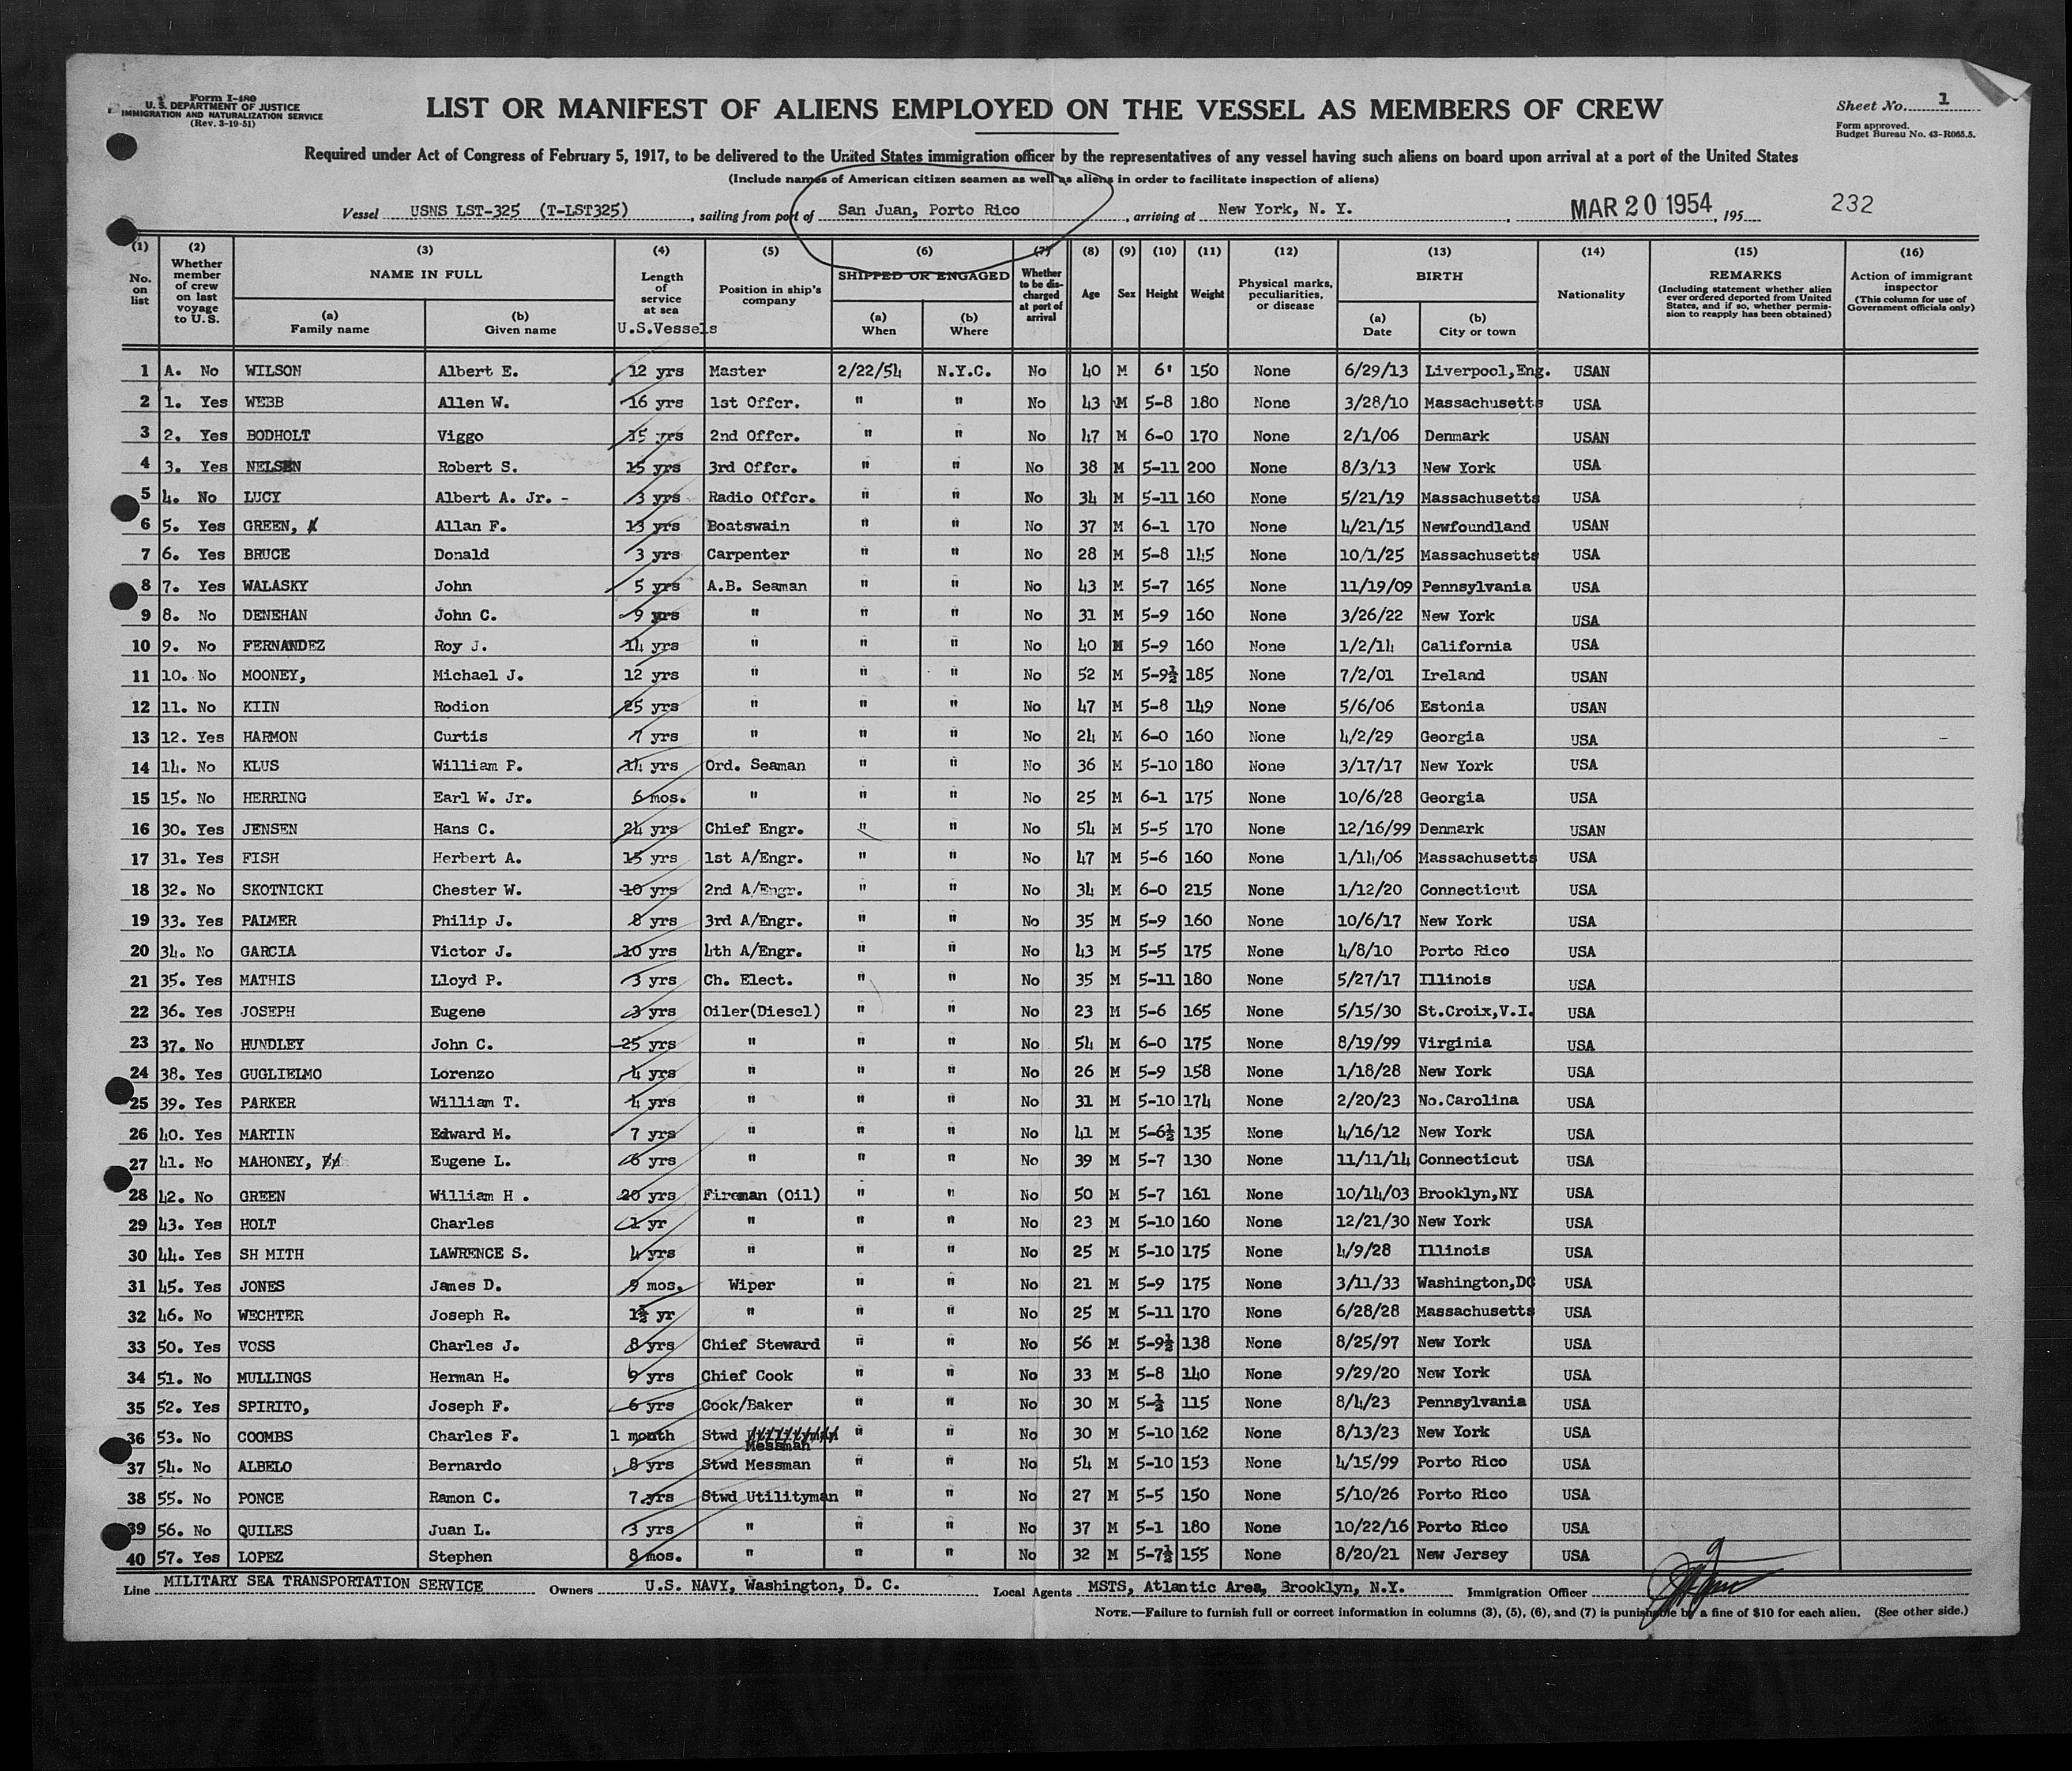 Form I-480
U. S. DEPARTMENT OF JUSTICE
IMMIGRATION AND NATURALIZATION SERVICE
(Rev. 3-19-51)
LIST OR MANIFEST OF ALIENS EMPLOYED ON THE VESSEL AS MEMBERS OF CREW
Sheet No. 1
Form approved.
Budget Bureau No. 43-R065.5.
Required under Act of Congress of February 5, 1917, to be delivered to the United States immigration officer by the representatives of any vessel having such aliens on board upon arrival at a port of the United States
(Include names of American citizen seamen as well as aliens in order to facilitate inspection of aliens)
Vessel USNS LST-325 (T-LST325), sailing from port of San Juan, Porto Rico, arriving at New York, N. Y., MAR 20 1954, 195 232
(1) (2) (3) (4) (5) (6) (7) (8) (9) (10) (11) (12) (13) (14) (15) (16)
No. on list Whether member of crew on last voyage to U.S. NAME IN FULL (a) Family name (b) Given name Length of service at sea U.S.Vessels Position in ship's company SHIPPED OR ENGAGED (a) When (b) Where Whether to be discharged at port of arrival Age Sex Height Weight Physical marks, peculiarities, or disease BIRTH (a) Date (b) City or town Nationality REMARKS (Including statement whether alien ever ordered deported from United States, and if so, whether permission to reapply has been obtained) Action of immigrant inspector (This column for use of Government officials only)
1 A. No WILSON Albert E. 12 yrs Master 2/22/54 N.Y.C. No 40 M 6' 150 None 6/29/13 Liverpool,Eng. USAN
2 1. Yes WEBB Allen W. 16 yrs 1st Offcr. " " No 43 M 5-8 180 None 3/28/10 Massachusetts USA
3 2. Yes BODHOLT Viggo 15 yrs 2nd Offcr. " " No 47 M 6-0 170 None 2/1/06 Denmark USAN
4 3. Yes NELSEN Robert S. 15 yrs 3rd Offcr. " " No 38 M 5-11 200 None 8/3/13 New York USA
5 4. No LUCY Albert A. Jr. - 3 yrs Radio Offcr. " " No 34 M 5-11 160 None 5/21/19 Massachusetts USA
6 5. Yes GREEN, Allan F. 13 yrs Boatswain " " No 37 M 6-1 170 None 4/21/15 Newfoundland USAN
7 6. Yes BRUCE Donald 3 yrs Carpenter " " No 28 M 5-8 145 None 10/1/25 Massachusetts USA
8 7. Yes WALASKY John 5 yrs A.B. Seaman " " No 43 M 5-7 165 None 11/19/09 Pennsylvania USA
9 8. No DENEHAN John C. 9 yrs " " " No 31 M 5-9 160 None 3/26/22 New York USA
10 9. No FERNANDEZ Roy J. 14 yrs " " " No 40 M 5-9 160 None 1/2/14 California USA
11 10. No MOONEY, Michael J. 12 yrs " " " No 52 M 5-9½ 185 None 7/2/01 Ireland USAN
12 11. No KIIN Rodion 25 yrs " " " No 47 M 5-8 149 None 5/6/06 Estonia USAN
13 12. Yes HARMON Curtis 7 yrs " " " No 24 M 6-0 160 None 4/2/29 Georgia USA
14 14. No KLUS William P. 14 yrs Ord. Seaman " " No 36 M 5-10 180 None 3/17/17 New York USA
15 15. No HERRING Earl W. Jr. 6 mos. " " " No 25 M 6-1 175 None 10/6/28 Georgia USA
16 30. Yes JENSEN Hans C. 24 yrs Chief Engr. " " No 54 M 5-5 170 None 12/16/99 Denmark USAN
17 31. Yes FISH Herbert A. 15 yrs 1st A/Engr. " " No 47 M 5-6 160 None 1/14/06 Massachusetts USA
18 32. No SKOTNICKI Chester W. 10 yrs 2nd A/Engr. " " No 34 M 6-0 215 None 1/12/20 Connecticut USA
19 33. Yes PALMER Philip J. 8 yrs 3rd A/Engr. " " No 35 M 5-9 160 None 10/6/17 New York USA
20 34. No GARCIA Victor J. 10 yrs 4th A/Engr. " " No 43 M 5-5 175 None 4/8/10 Porto Rico USA
21 35. Yes MATHIS Lloyd P. 3 yrs Ch. Elect. " " No 35 M 5-11 180 None 5/27/17 Illinois USA
22 36. Yes JOSEPH Eugene 3 yrs Oiler(Diesel) " " No 23 M 5-6 165 None 5/15/30 St.Croix,V.I. USA
23 37. No HUNDLEY John C. 25 yrs " " " No 54 M 6-0 175 None 8/19/99 Virginia USA
24 38. Yes GUGLIELMO Lorenzo 4 yrs " " " No 26 M 5-9 158 None 1/18/28 New York USA
25 39. Yes PARKER William T. 4 yrs " " " No 31 M 5-10 174 None 2/20/23 No.Carolina USA
26 40. Yes MARTIN Edward M. 7 yrs " " " No 41 M 5-6½ 135 None 4/16/12 New York USA
27 41. No MAHONEY, Eugene L. 6 yrs " " " No 39 M 5-7 130 None 11/11/14 Connecticut USA
28 42. No GREEN William H . 20 yrs Fireman (Oil) " " No 50 M 5-7 161 None 10/14/03 Brooklyn,NY USA
29 43. Yes HOLT Charles 1 yr " " " No 23 M 5-10 160 None 12/21/30 New York USA
30 44. Yes SH MITH LAWRENCE S. 4 yrs " " " No 25 M 5-10 175 None 4/9/28 Illinois USA
31 45. Yes JONES James D. 9 mos. Wiper " " No 21 M 5-9 175 None 3/11/33 Washington,DC USA
32 46. No WECHTER Joseph R. 1½ yr " " " No 25 M 5-11 170 None 6/28/28 Massachusetts USA
33 50. Yes VOSS Charles J. 8 yrs Chief Steward " " No 56 M 5-9½ 138 None 8/25/97 New York USA
34 51. No MULLINGS Herman H. 9 yrs Chief Cook " " No 33 M 5-8 140 None 9/29/20 New York USA
35 52. Yes SPIRITO, Joseph F. 6 yrs Cook/Baker " " No 30 M 5-½ 115 None 8/4/23 Pennsylvania USA
36 53. No COOMBS Charles F. 1 month Stwd Messman " " No 30 M 5-10 162 None 8/13/23 New York USA
37 54. No ALBELO Bernardo 8 yrs Stwd Messman " " No 54 M 5-10 153 None 4/15/99 Porto Rico USA
38 55. No PONCE Ramon C. 7 yrs Stwd Utilityman " " No 27 M 5-5 150 None 5/10/26 Porto Rico USA
39 56. No QUILES Juan L. 3 yrs " " " No 37 M 5-1 180 None 10/22/16 Porto Rico USA
40 57. Yes LOPEZ Stephen 8 mos. " " " No 32 M 5-7½ 155 None 8/20/21 New Jersey USA
Line MILITARY SEA TRANSPORTATION SERVICE Owners U.S. NAVY, Washington, D. C. Local Agents MSTS, Atlantic Area, Brooklyn, N.Y. Immigration Officer
NOTE.—Failure to furnish full or correct information in columns (3), (5), (6), and (7) is punishable by a fine of $10 for each alien. (See other side.)